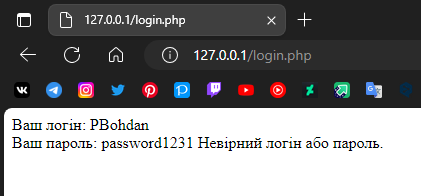 127.0.0.1/login.php
127.0.0.1/login.php
Ваш логін: PBohdan
Ваш пароль: password1231 Невірний логін або пароль.